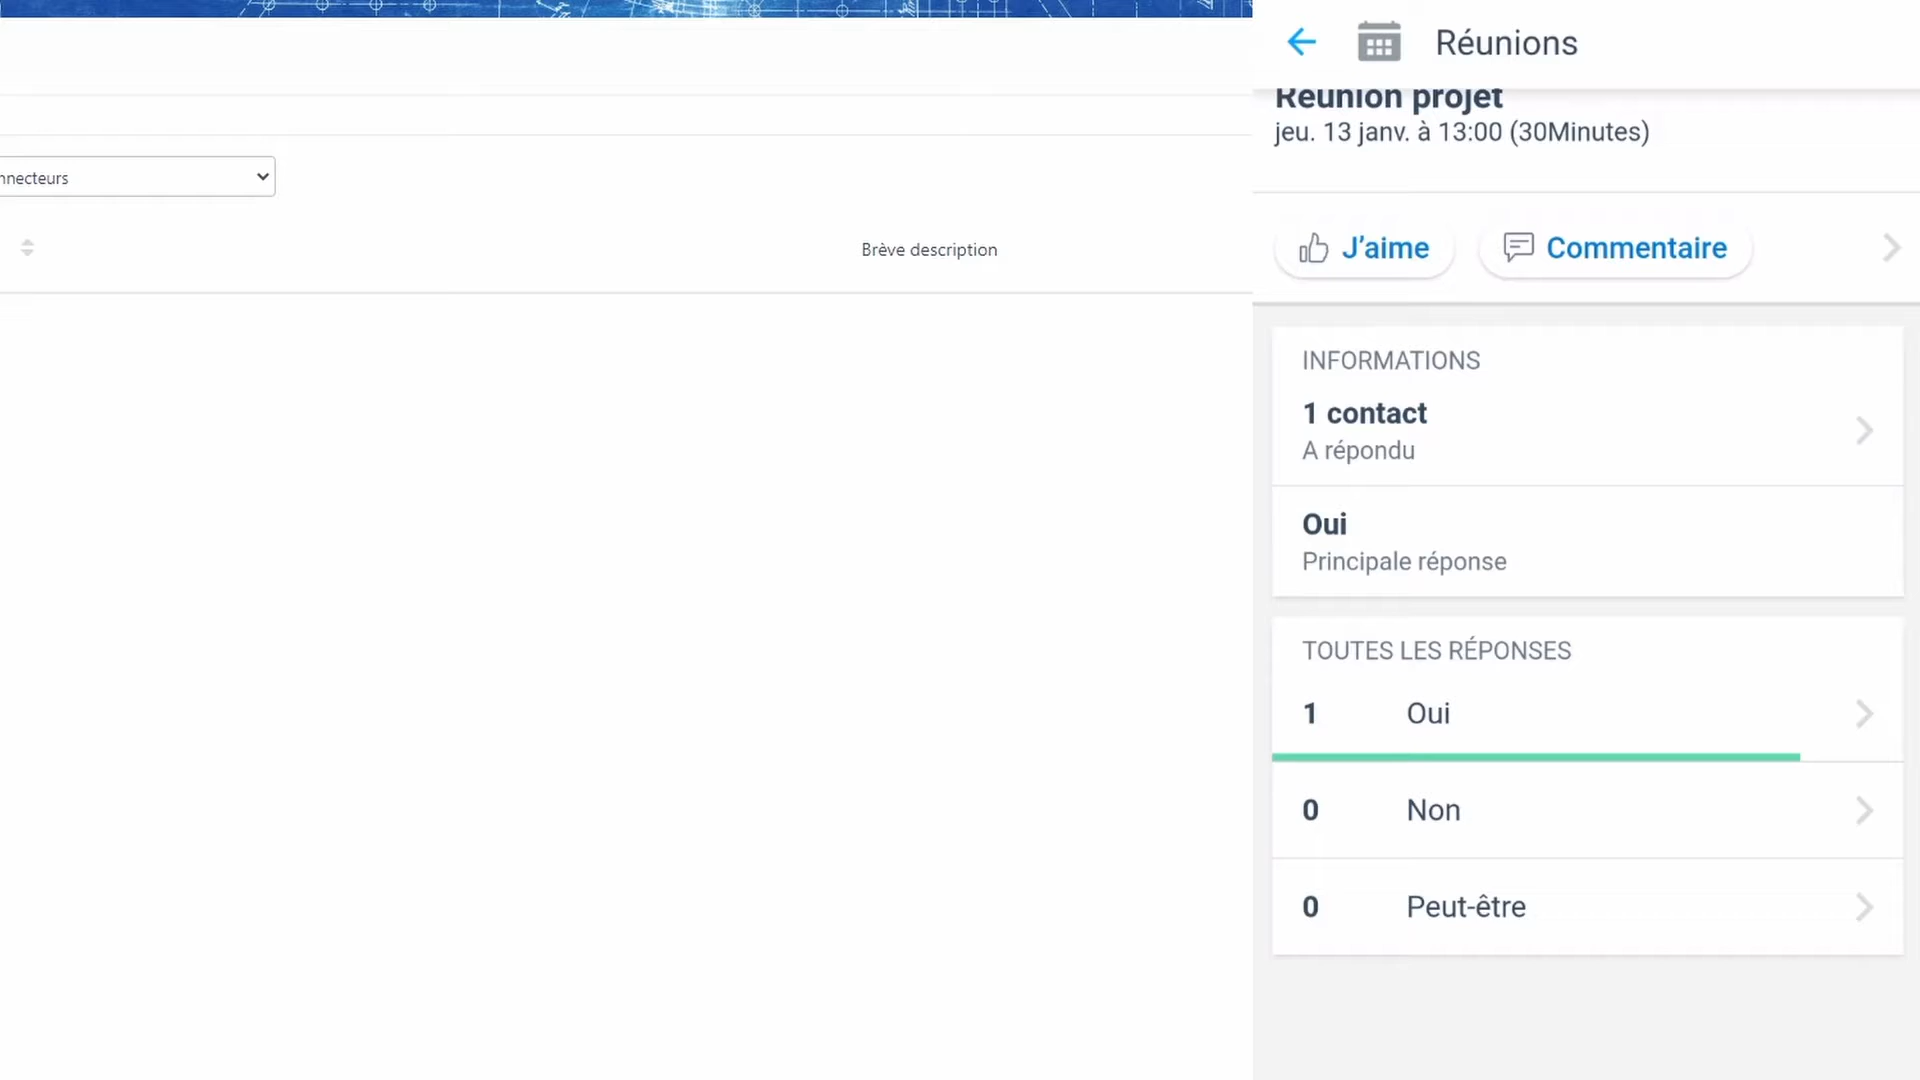 nnecteurs
Brève description
Réunions
Réunion projet
jeu. 13 janv. à 13:00 (30Minutes)
J’aime
Commentaire
INFORMATIONS
1 contact
A répondu
Oui
Principale réponse
TOUTES LES RÉPONSES
1 Oui
0 Non
0 Peut-être